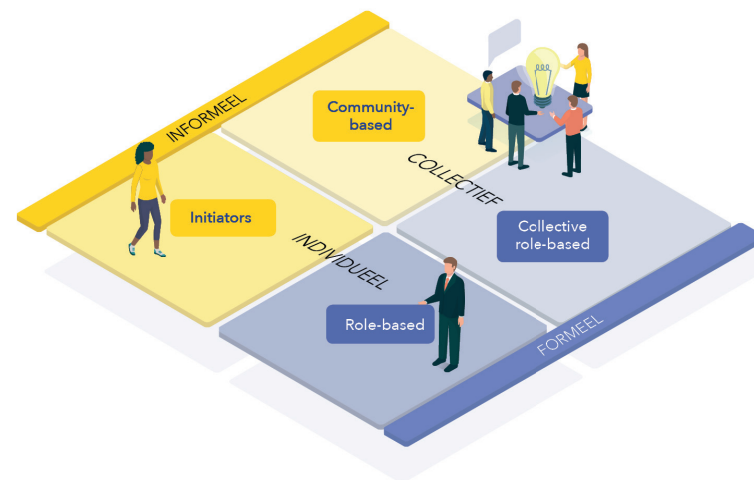 INFORMEEL
Community-
based
COLLECTIEF
Initiators
INDIVIDUEEL
Collective
role-based
Role-based
FORMEEL